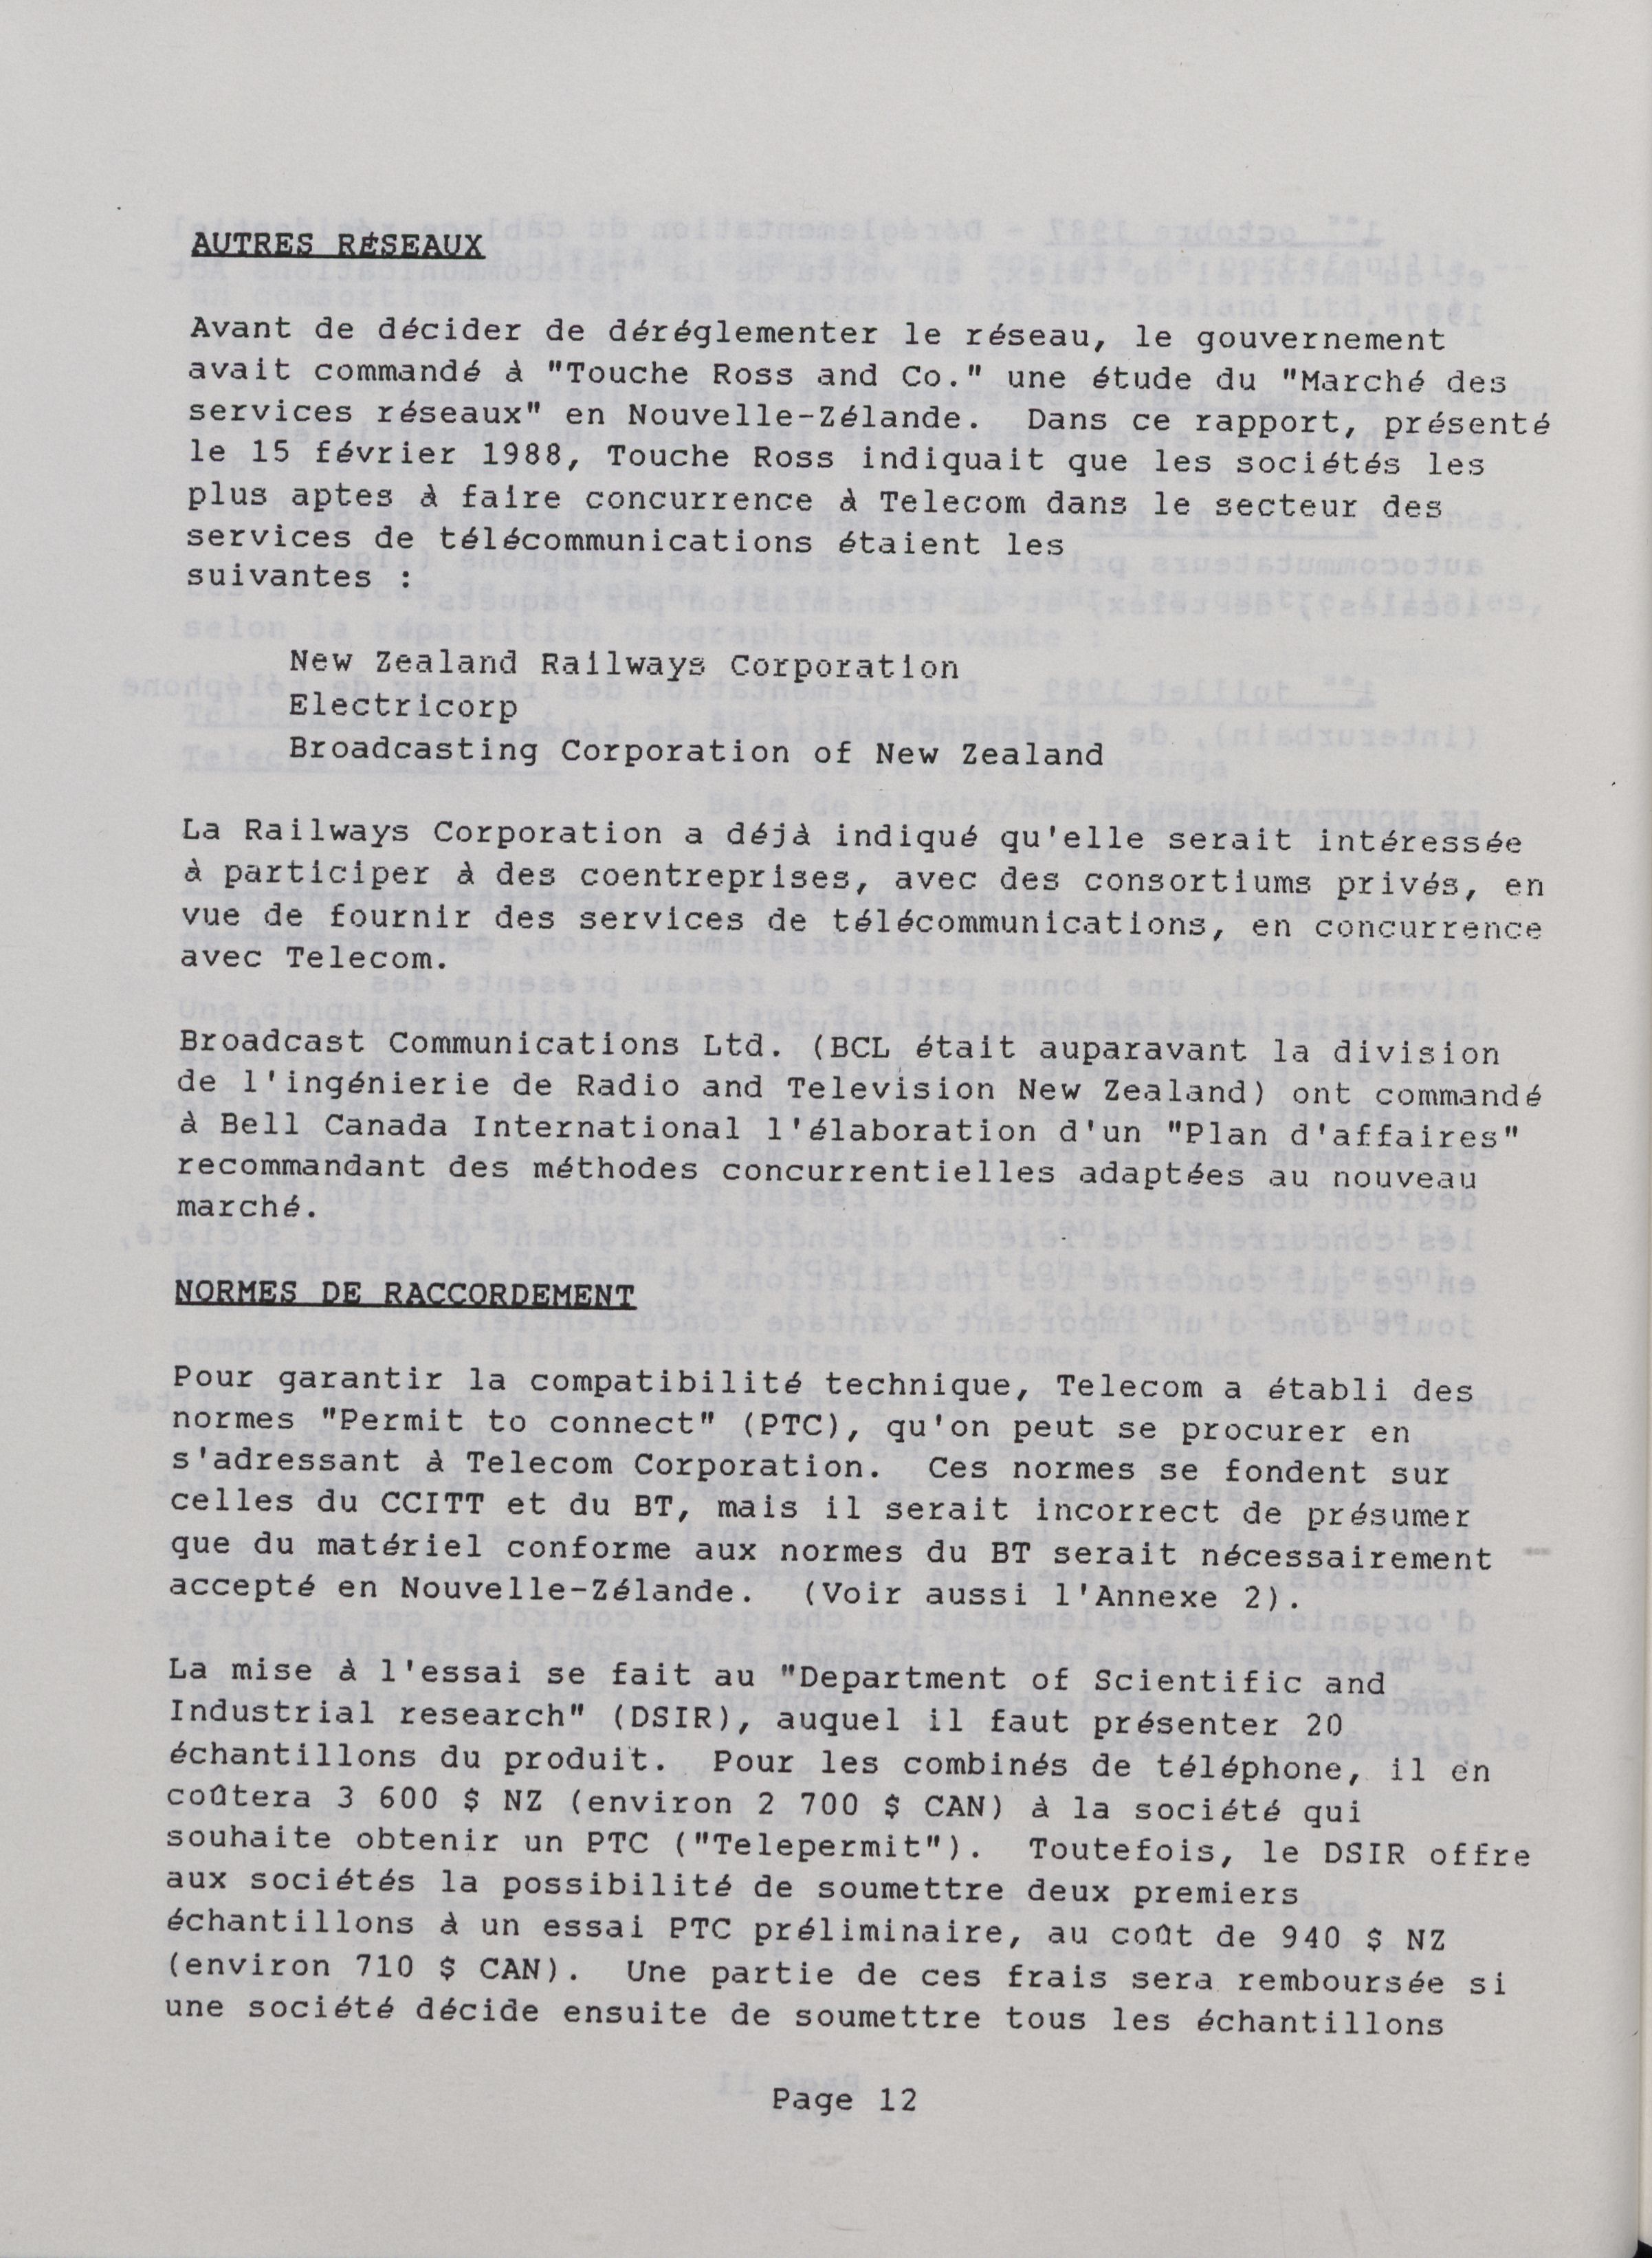 AUTRES RÉSEAUX
Avant de décider de déréglementer le réseau, le gouvernement
avait commandé à "Touche Ross and Co." une étude du "Marché des
services réseaux" en Nouvelle-Zélande.  Dans ce rapport, présenté
le 15 février 1988, Touche Ross indiquait que les sociétés les
plus aptes à faire concurrence à Telecom dans le secteur des
services de télécommunications étaient les
suivantes :
New Zealand Railways Corporation
Electricorp
Broadcasting Corporation of New Zealand
La Railways Corporation a déjà indiqué qu'elle serait intéressée
à participer à des coentreprises, avec des consortiums privés, en
vue de fournir des services de télécommunications, en concurrence
avec Telecom.
Broadcast Communications Ltd. (BCL était auparavant la division
de l'ingénierie de Radio and Television New Zealand) ont commandé
à Bell Canada International l'élaboration d'un "Plan d'affaires"
recommandant des méthodes concurrentielles adaptées au nouveau
marché.
NORMES DE RACCORDEMENT
Pour garantir la compatibilité technique, Telecom a établi des
normes "Permit to connect" (PTC), qu'on peut se procurer en
s'adressant à Telecom Corporation.  Ces normes se fondent sur
celles du CCITT et du BT, mais il serait incorrect de présumer
que du matériel conforme aux normes du BT serait nécessairement
accepté en Nouvelle-Zélande.  (Voir aussi l'Annexe 2).
La mise à l'essai se fait au "Department of Scientific and
Industrial research" (DSIR), auquel il faut présenter 20
échantillons du produit.  Pour les combinés de téléphone, il en
coûtera 3 600 $ NZ (environ 2 700 $ CAN) à la société qui
souhaite obtenir un PTC ("Telepermit").  Toutefois, le DSIR offre
aux sociétés la possibilité de soumettre deux premiers
échantillons à un essai PTC préliminaire, au coût de 940 $ NZ
(environ 710 $ CAN).  Une partie de ces frais sera remboursée si
une société décide ensuite de soumettre tous les échantillons
Page 12